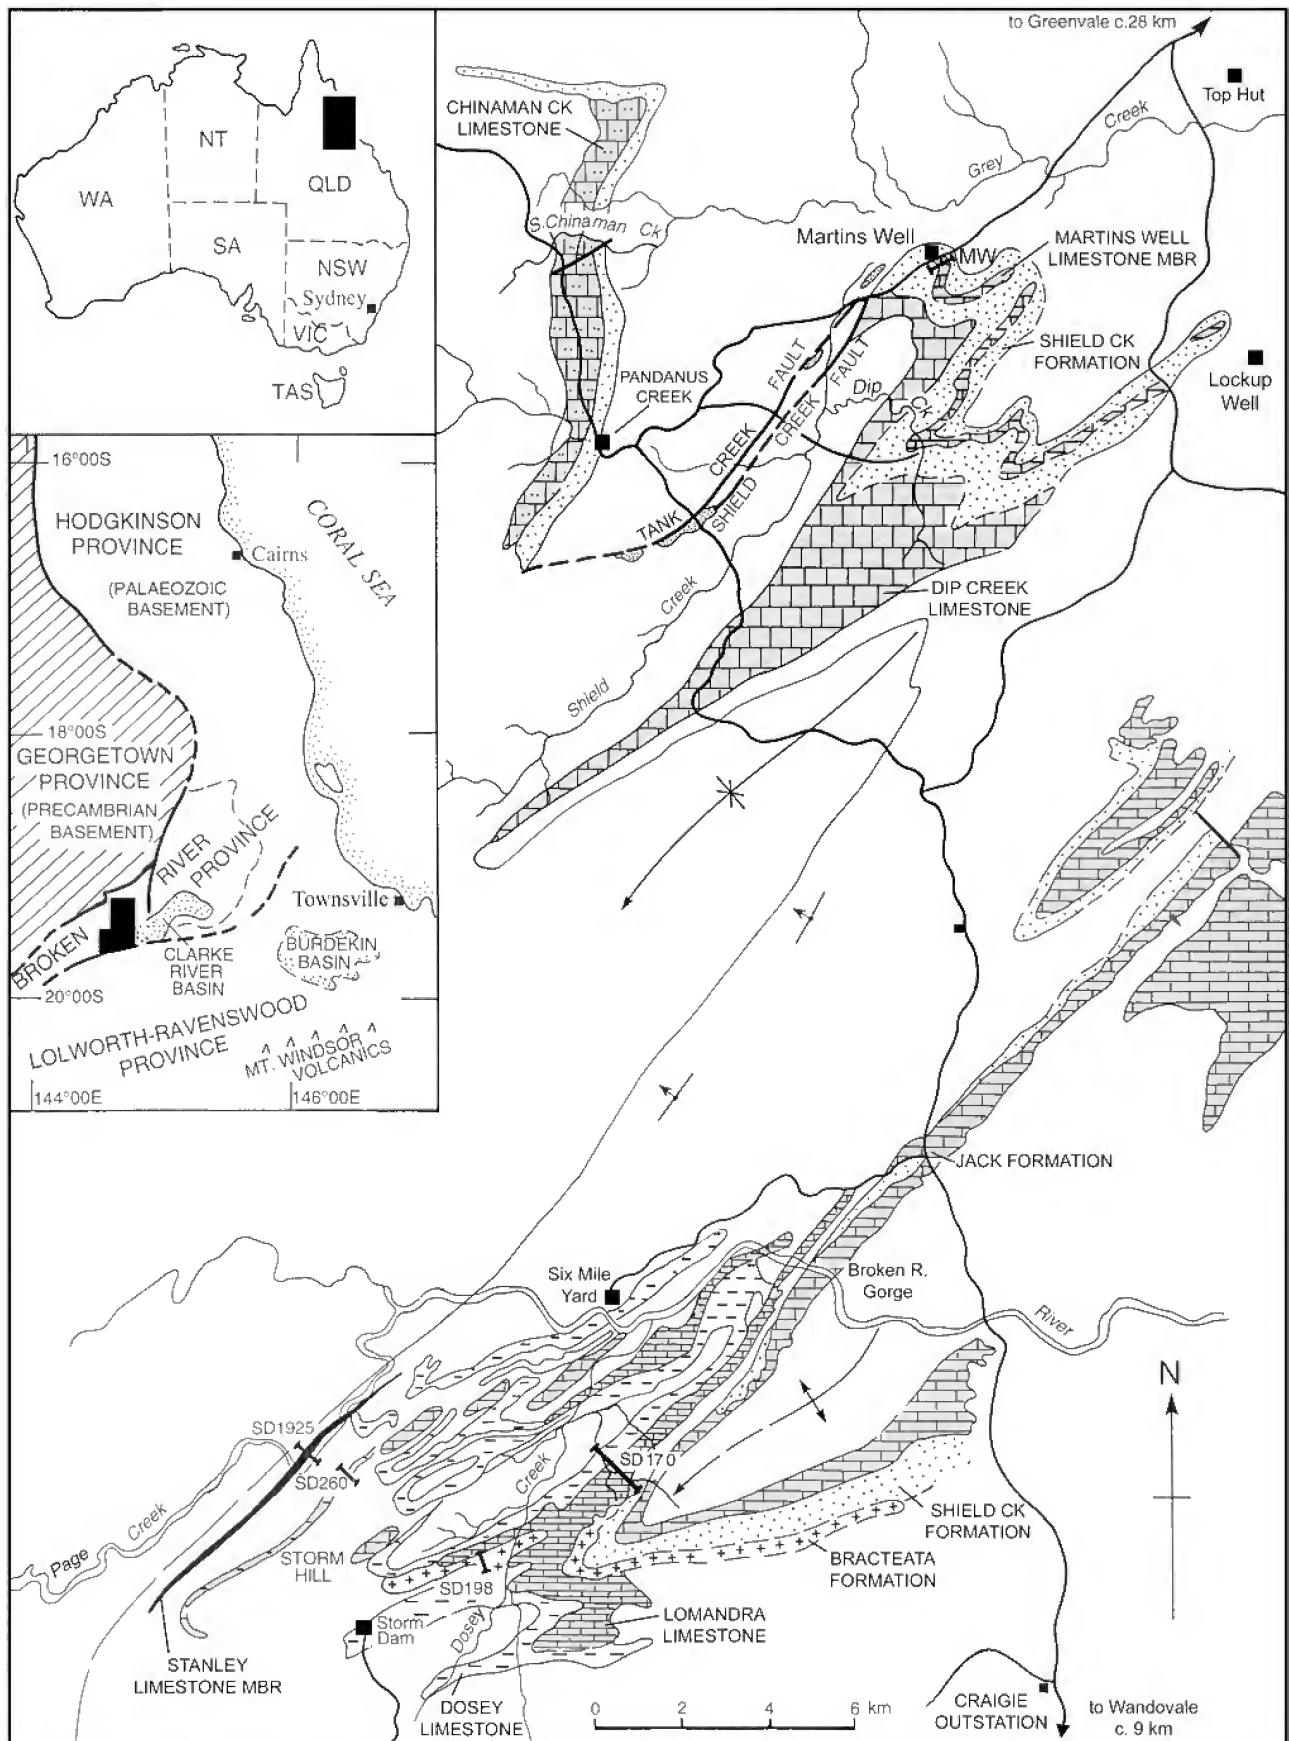 to Greenvale c.28 km
Top Hut
Creek
Grey
CHINAMAN CK
LIMESTONE
S.Chinaman Ck
Martins Well
MW
MARTINS WELL
LIMESTONE MBR
SHIELD CK
FORMATION
Lockup
Well
PANDANUS
CREEK
FAULT
FAULT
CREEK
CREEK
TANK
SHIELD
Dip
Ck
DIP CREEK
LIMESTONE
Creek
Shield
NT
QLD
WA
SA
NSW
Sydney
VIC
TAS
16°00S
HODGKINSON
PROVINCE
Cairns
CORAL SEA
(PALAEOZOIC
BASEMENT)
18°00S
GEORGETOWN
PROVINCE
(PRECAMBRIAN
BASEMENT)
RIVER PROVINCE
BROKEN
Townsville
CLARKE
RIVER
BASIN
BURDEKIN
BASIN
20°00S
LOLWORTH-RAVENSWOOD
PROVINCE
MT. WINDSOR
VOLCANICS
144°00E
146°00E
JACK FORMATION
Six Mile
Yard
Broken R.
Gorge
River
N
SD1925
SD260
SD170
Creek
Page Creek
STORM
HILL
SD198
SHIELD CK
FORMATION
BRACTEATA
FORMATION
Storm
Dam
Dosey
LOMANDRA
LIMESTONE
STANLEY
LIMESTONE MBR
DOSEY
LIMESTONE
0 2 4 6 km
CRAIGIE
OUTSTATION
to Wandovale
c. 9 km